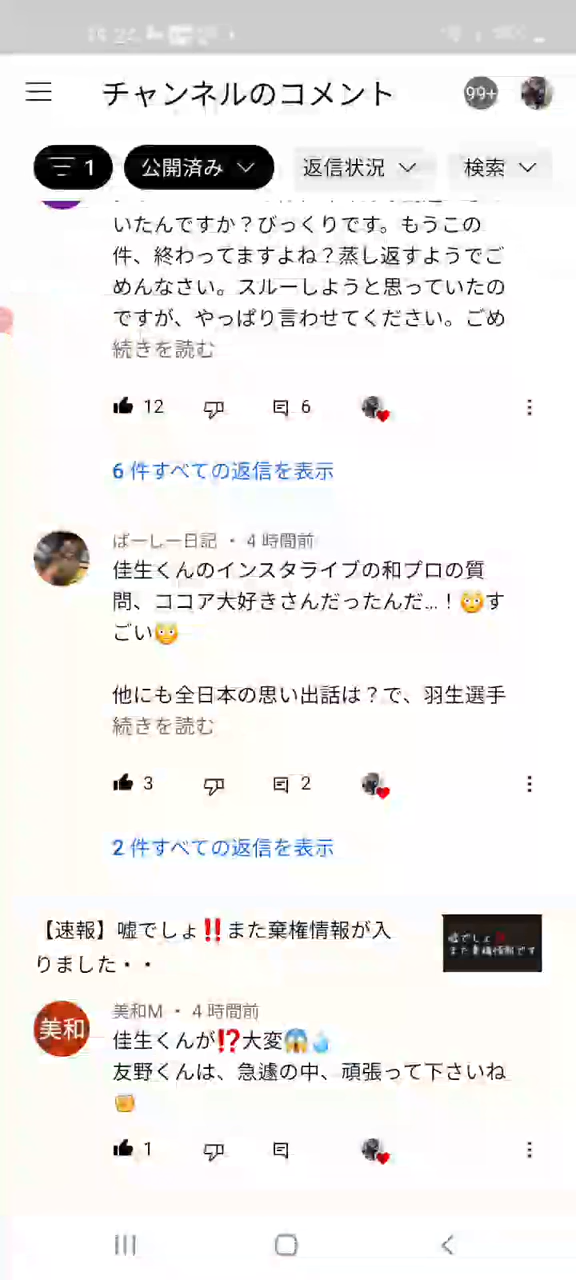 チャンネルのコメント
99+
1
公開済み
返信状況
検索
いたんですか？びっくりです。もうこの
件、終わってますよね？蒸し返すようでご
めんなさい。スルーしようと思っていたの
ですが、やっぱり言わせてください。ごめ
続きを読む
12
6
6 件すべての返信を表示
ばーしー日記 ・ 4 時間前
佳生くんのインスタライブの和プロの質
問、ココア大好きさんだったんだ…！😳す
ごい😳
他にも全日本の思い出話は？で、羽生選手
続きを読む
3
2
2 件すべての返信を表示
【速報】嘘でしょ‼️また棄権情報が入
りました・・
嘘でしょ
また棄権情報です
美和
美和M ・ 4 時間前
佳生くんが⁉️大変😱💧
友野くんは、急遽の中、頑張って下さいね
✊
1